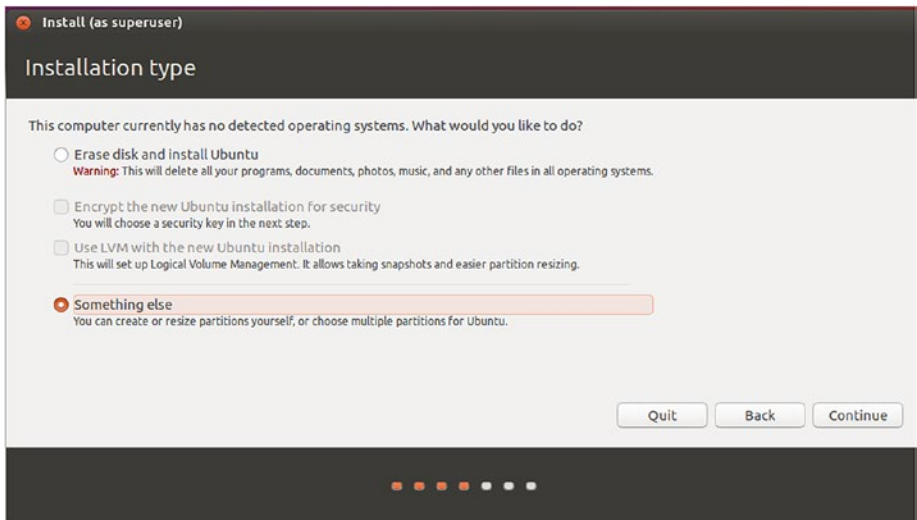 Install (as superuser)
Installation type
This computer currently has no detected operating systems. What would you like to do?
Erase disk and install Ubuntu
Warning: This will delete all your programs, documents, photos, music, and any other files in all operating systems.
Encrypt the new Ubuntu installation for security
You will choose a security key in the next step.
Use LVM with the new Ubuntu installation
This will set up Logical Volume Management. It allows taking snapshots and easier partition resizing.
Something else
You can create or resize partitions yourself, or choose multiple partitions for Ubuntu.
Quit Back Continue